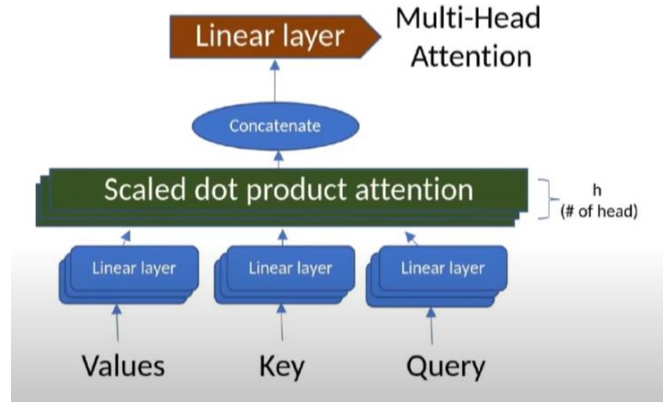 Linear layer
Multi-Head
Attention
Concatenate
Scaled dot product attention
h
(# of head)
Linear layer
Linear layer
Linear layer
Values
Key
Query